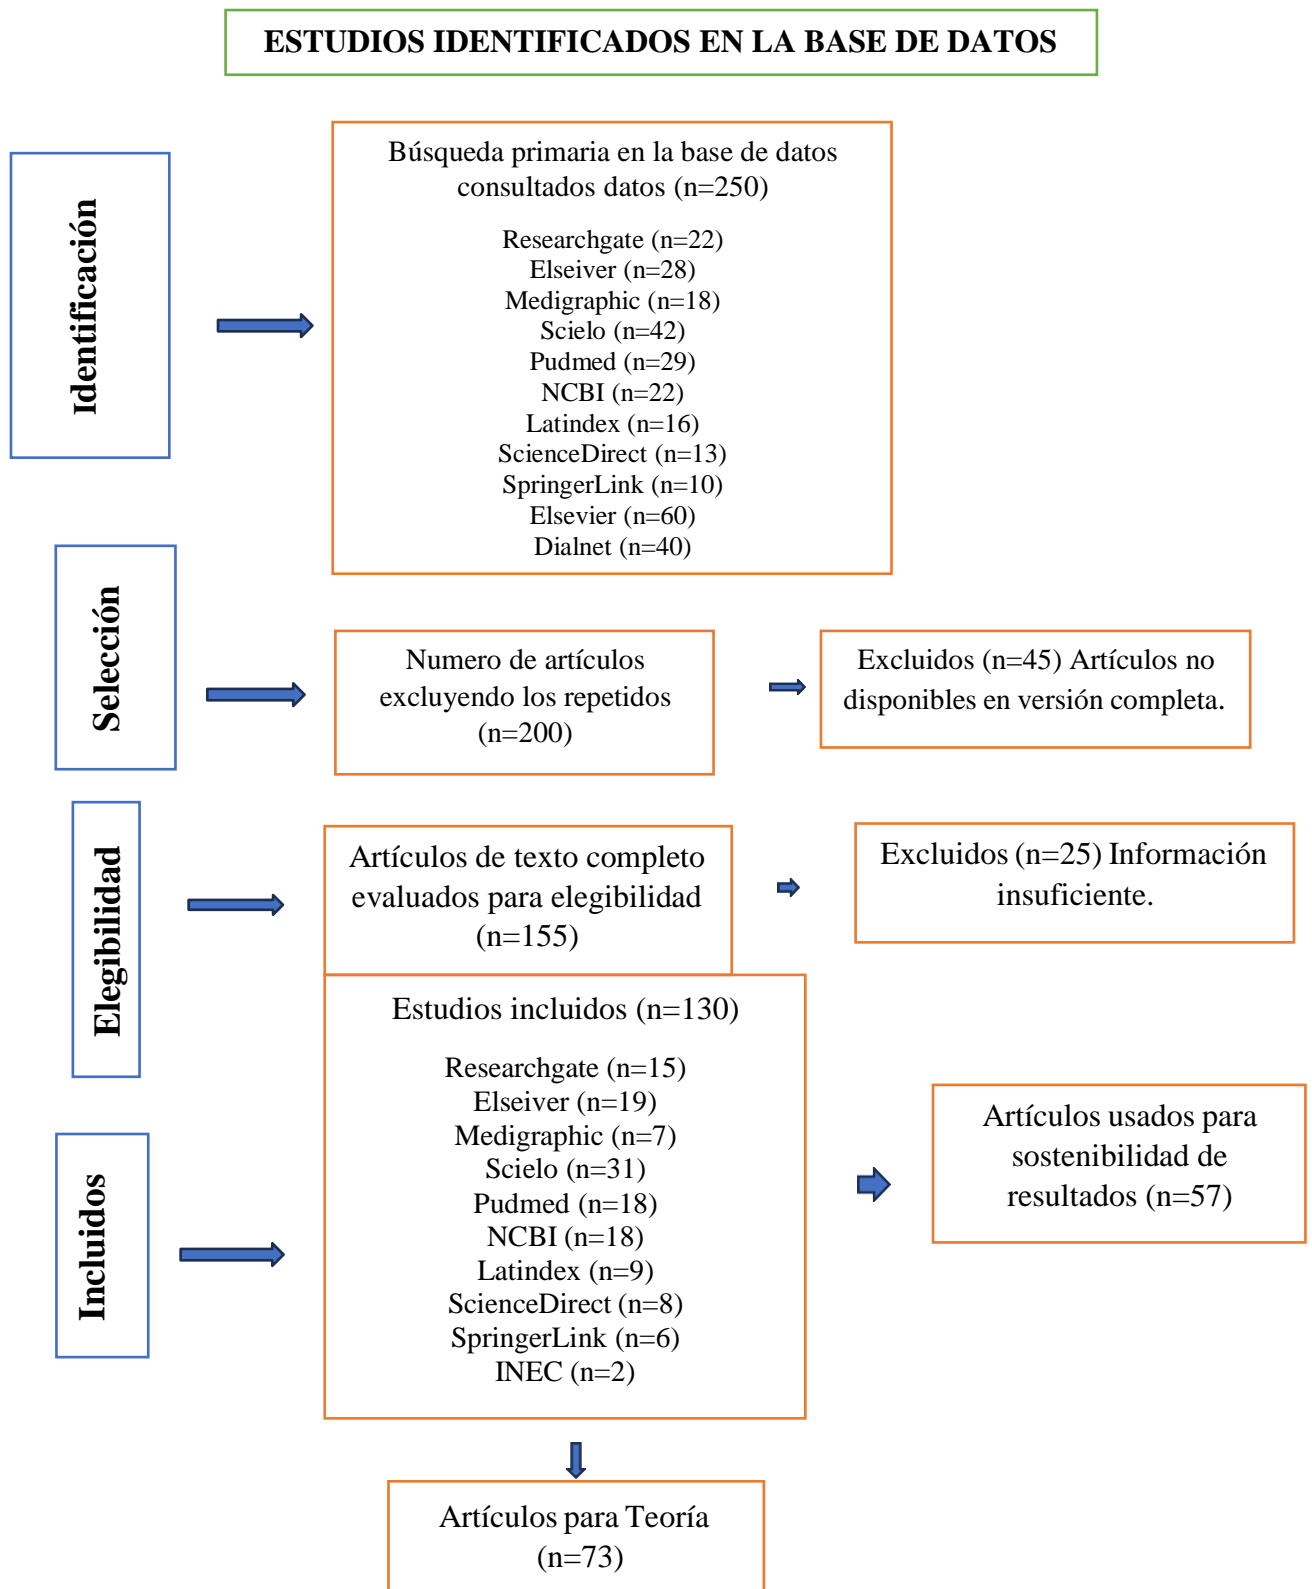 ESTUDIOS IDENTIFICADOS EN LA BASE DE DATOS
Identificación
Búsqueda primaria en la base de datos
consultados datos (n=250)
Researchgate (n=22)
Elseiver (n=28)
Medigraphic (n=18)
Scielo (n=42)
Pudmed (n=29)
NCBI (n=22)
Latindex (n=16)
ScienceDirect (n=13)
SpringerLink (n=10)
Elsevier (n=60)
Dialnet (n=40)
Selección
Numero de artículos
excluyendo los repetidos
(n=200)
Excluidos (n=45) Artículos no
disponibles en versión completa.
Elegibilidad
Artículos de texto completo
evaluados para elegibilidad
(n=155)
Excluidos (n=25) Información
insuficiente.
Incluidos
Estudios incluidos (n=130)
Researchgate (n=15)
Elseiver (n=19)
Medigraphic (n=7)
Scielo (n=31)
Pudmed (n=18)
NCBI (n=18)
Latindex (n=9)
ScienceDirect (n=8)
SpringerLink (n=6)
INEC (n=2)
Artículos usados para
sostenibilidad de
resultados (n=57)
Artículos para Teoría
(n=73)